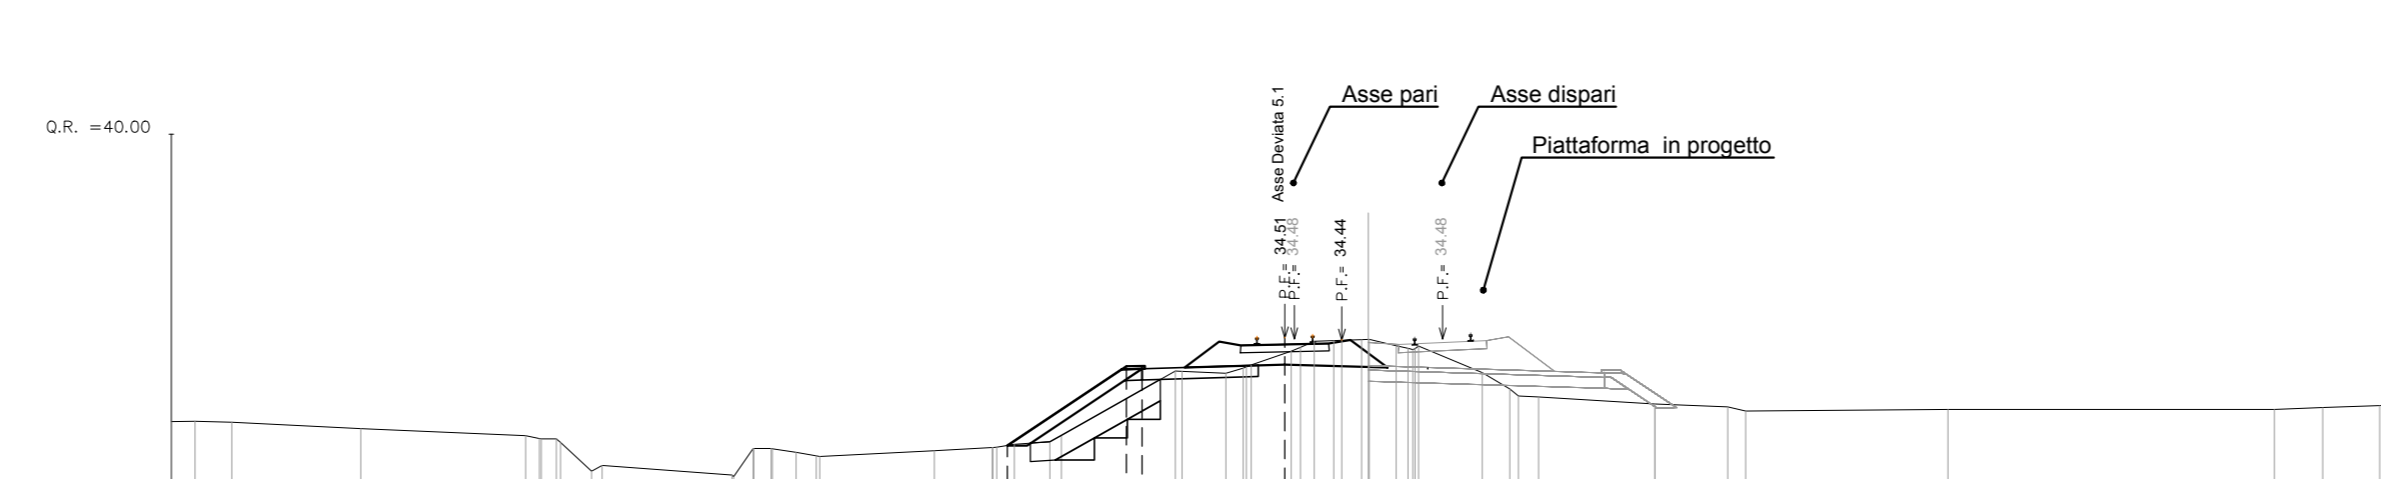 Q.R. =40.00
Asse Deviata 5.1
Asse pari
Asse dispari
Piattaforma in progetto
P.F.= 34.51
P.F.= 34.48
P.F.= 34.44
P.F.= 34.48